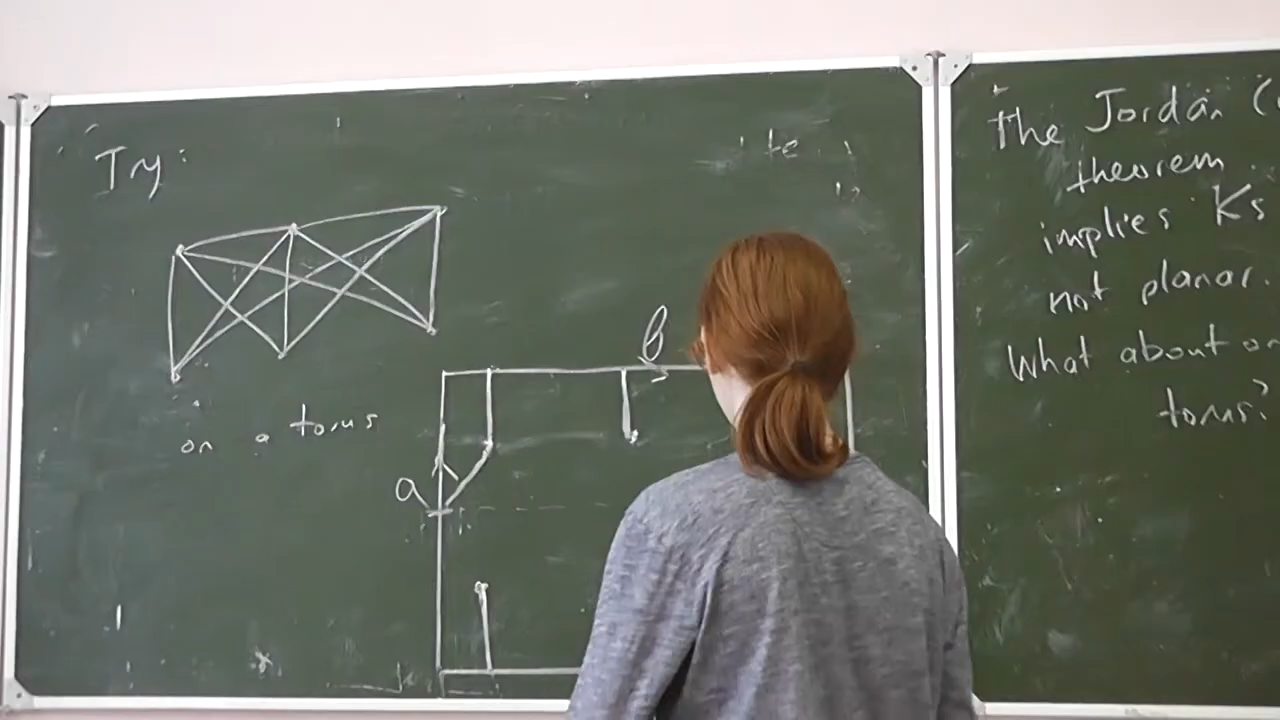 Try:
on a torus
a
b
The Jordan
theorem
implies K5
not planar.
What about on
torus?